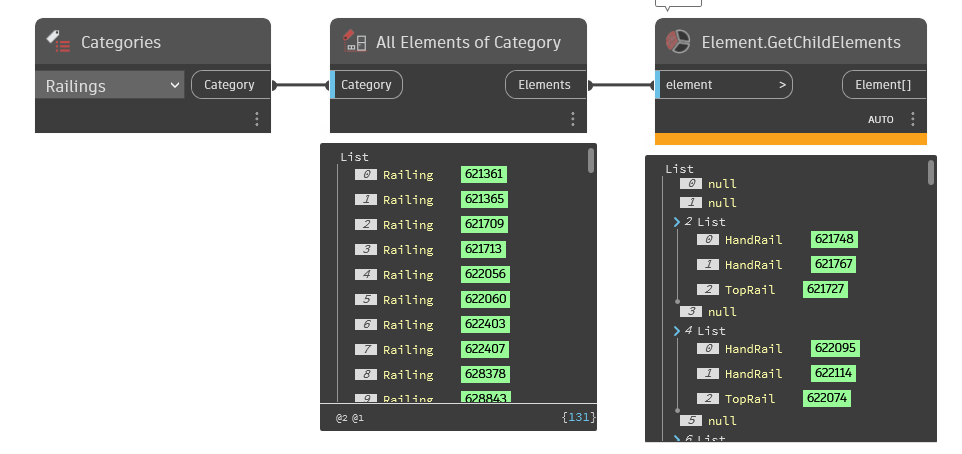 Categories
Railings
Category
All Elements of Category
Category
Elements
Element.GetChildElements
element >
Element[]
AUTO
List
0 Railing 621361
1 Railing 621365
2 Railing 621709
3 Railing 621713
4 Railing 622056
5 Railing 622060
6 Railing 622403
7 Railing 622407
8 Railing 628378
9 Railing 628843
@2 @1 {131}
List
0 null
1 null
2 List
0 HandRail 621748
1 HandRail 621767
2 TopRail 621727
3 null
4 List
0 HandRail 622095
1 HandRail 622114
2 TopRail 622074
5 null
6 List